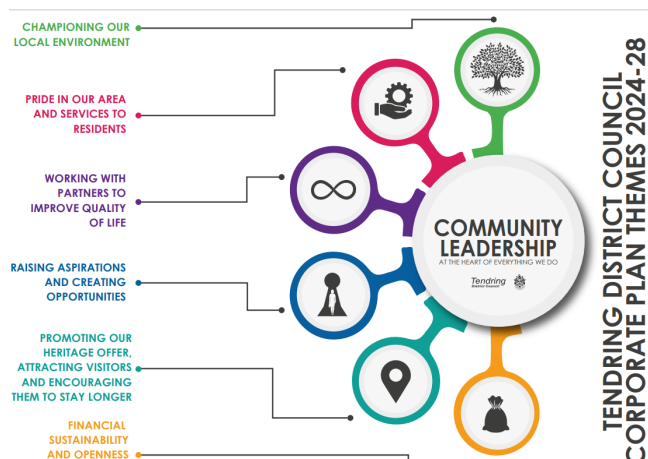 CHAMPIONING OUR
LOCAL ENVIRONMENT
PRIDE IN OUR AREA
AND SERVICES TO
RESIDENTS
WORKING WITH
PARTNERS TO
IMPROVE QUALITY
OF LIFE
RAISING ASPIRATIONS
AND CREATING
OPPORTUNITIES
PROMOTING OUR
HERITAGE OFFER,
ATTRACTING VISITORS
AND ENCOURAGING
THEM TO STAY LONGER
FINANCIAL
SUSTAINABILITY
AND OPENNESS
COMMUNITY
LEADERSHIP
AT THE HEART OF EVERYTHING WE DO
Tendring
District Council
TENDRING DISTRICT COUNCIL
CORPORATE PLAN THEMES 2024-28